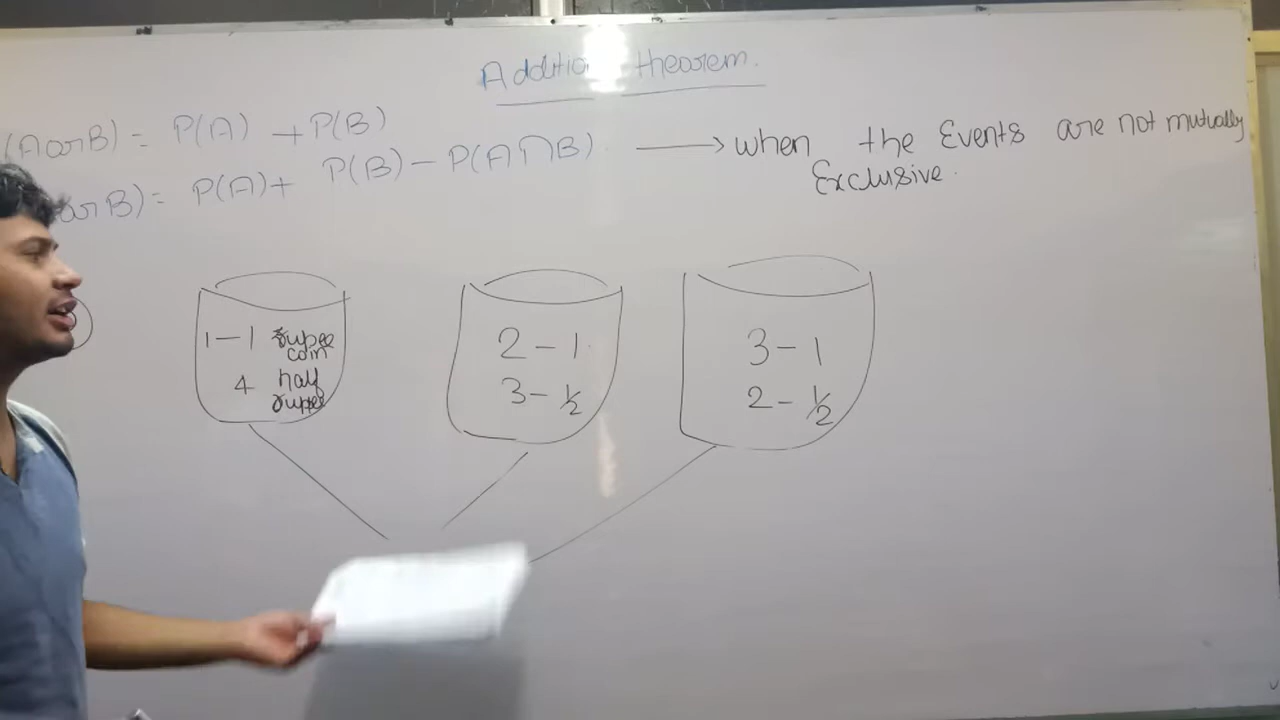 Addition theorem.
(A or B) = P(A) + P(B)
or B) = P(A) + P(B) - P(A∩B) → when the Events are not mutually
Exclusive.
1 - 1 rupee
coin
4 half
rupee
2 - 1
3 - 1/2
3 - 1
2 - 1/2